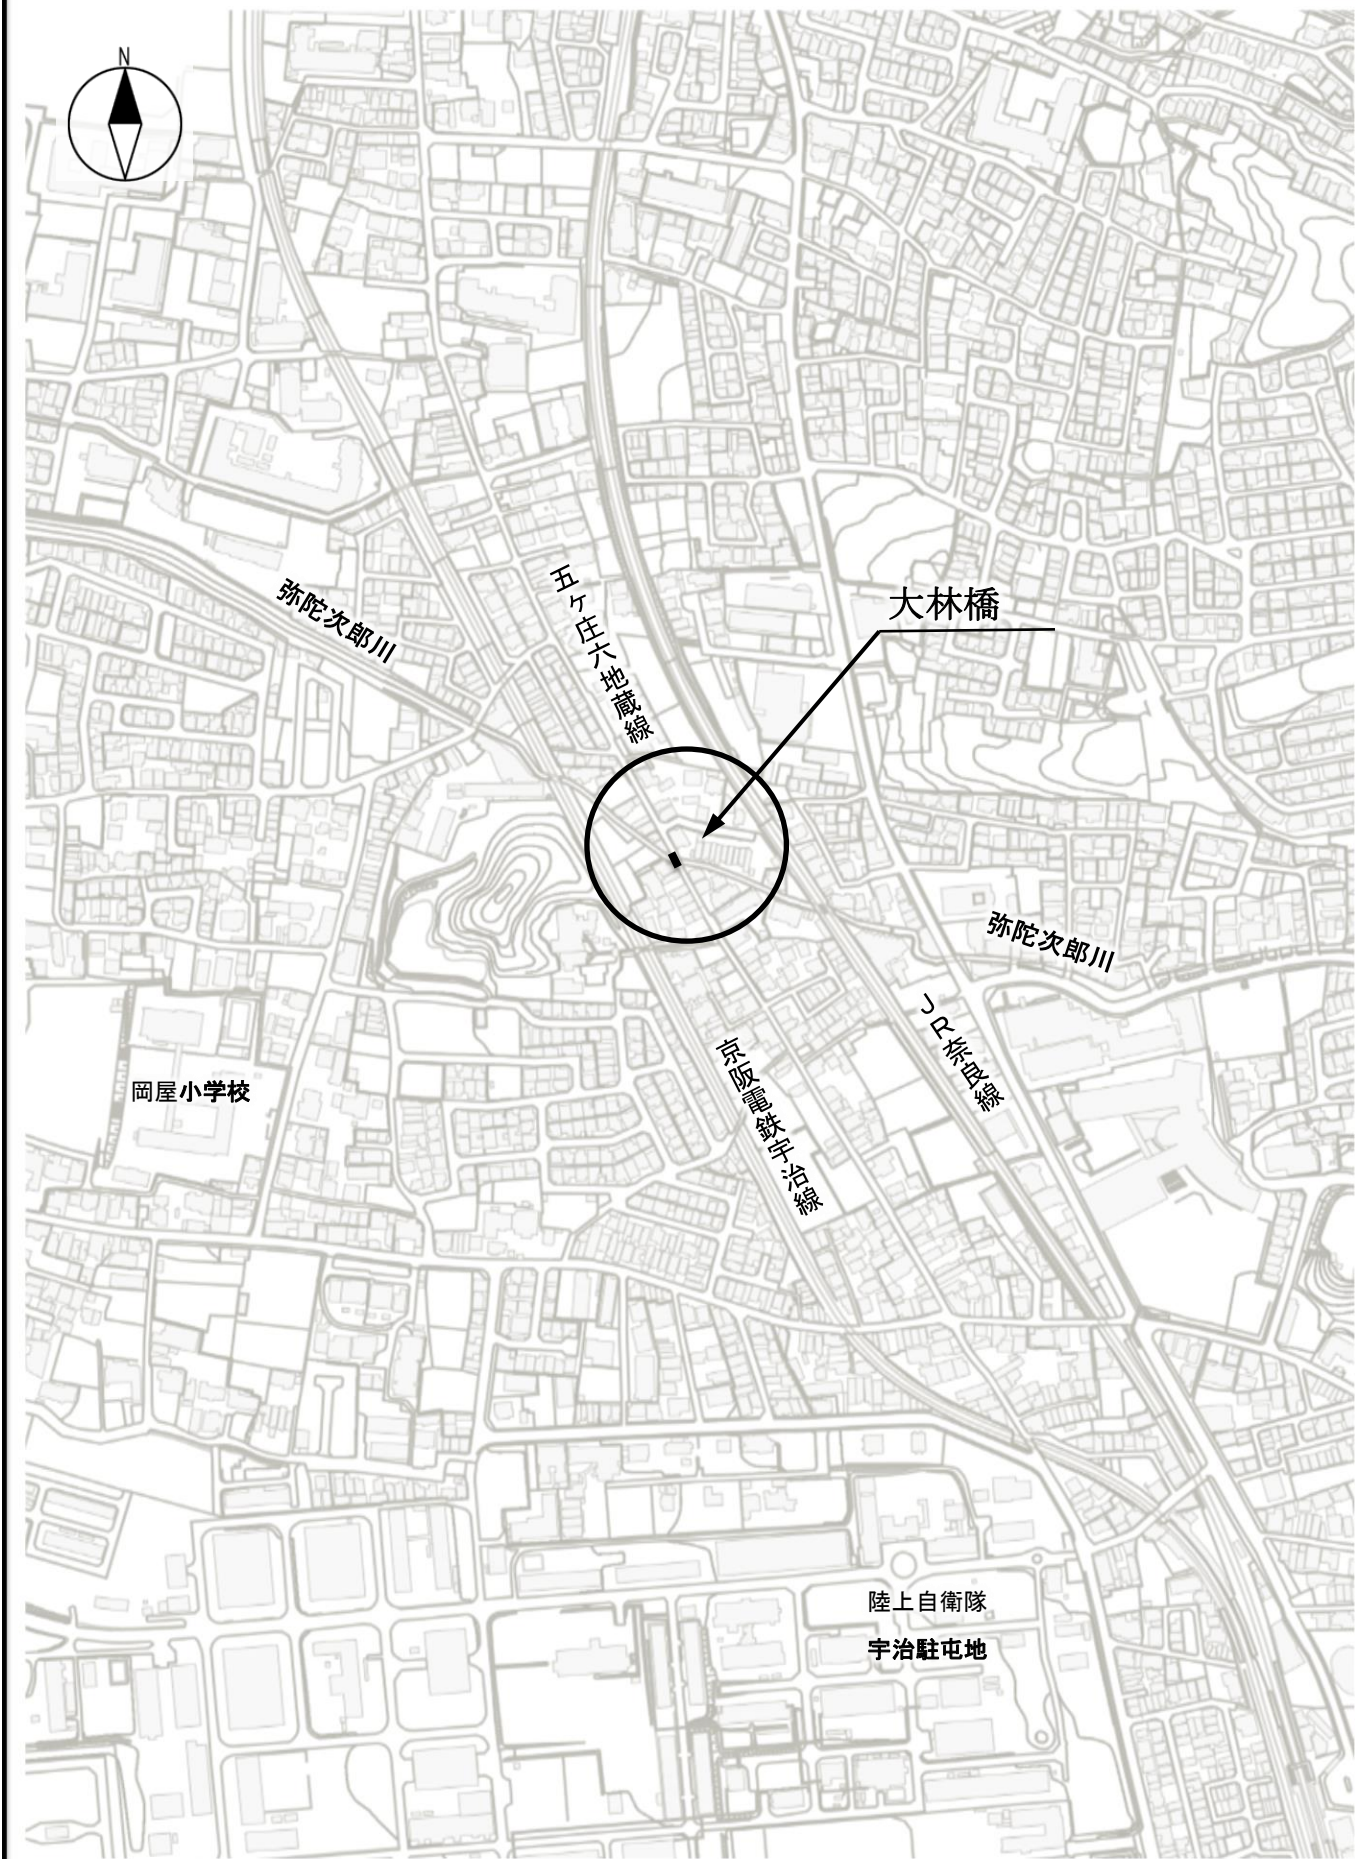 N
五ヶ庄六地蔵線
大林橋
弥陀次郎川
弥陀次郎川
JR奈良線
京阪電鉄宇治線
岡屋小学校
陸上自衛隊
宇治駐屯地